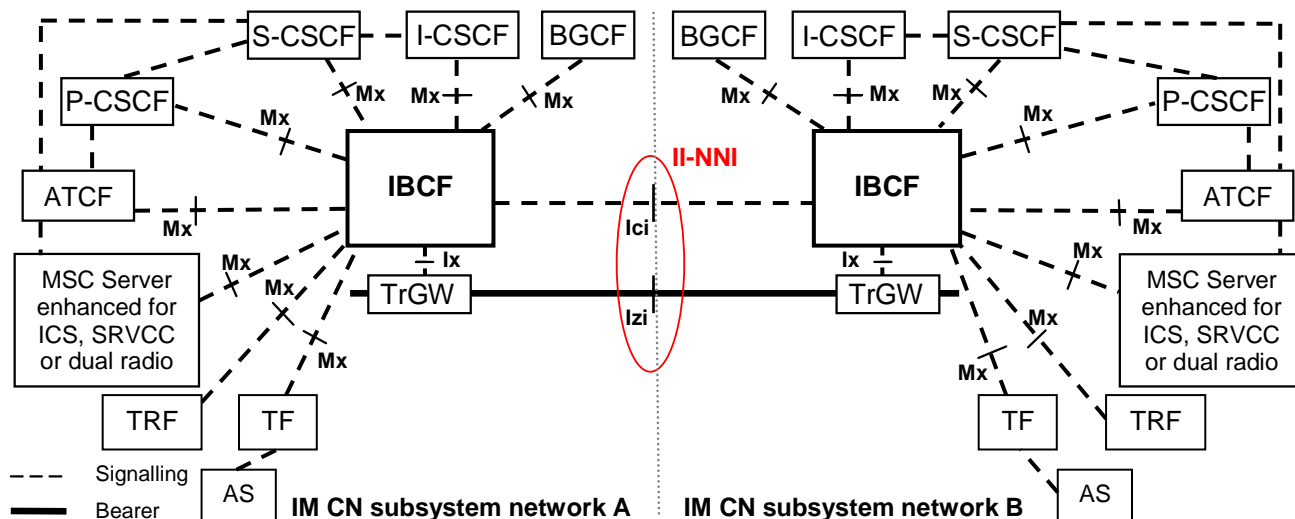 S-CSCF
I-CSCF
BGCF
BGCF
I-CSCF
S-CSCF
P-CSCF
Mx
Mx
Mx
Mx
Mx
Mx
P-CSCF
Mx
Mx
II-NNI
IBCF
IBCF
ATCF
ATCF
Mx
Ici
Mx
Mx
Ix
Ix
Mx
MSC Server
enhanced for
ICS, SRVCC
or dual radio
Mx
TrGW
TrGW
MSC Server
enhanced for
ICS, SRVCC
or dual radio
Izi
Mx
Mx
Mx
TRF
TF
TF
TRF
Signalling
AS
AS
Bearer
IM CN subsystem network A
IM CN subsystem network B